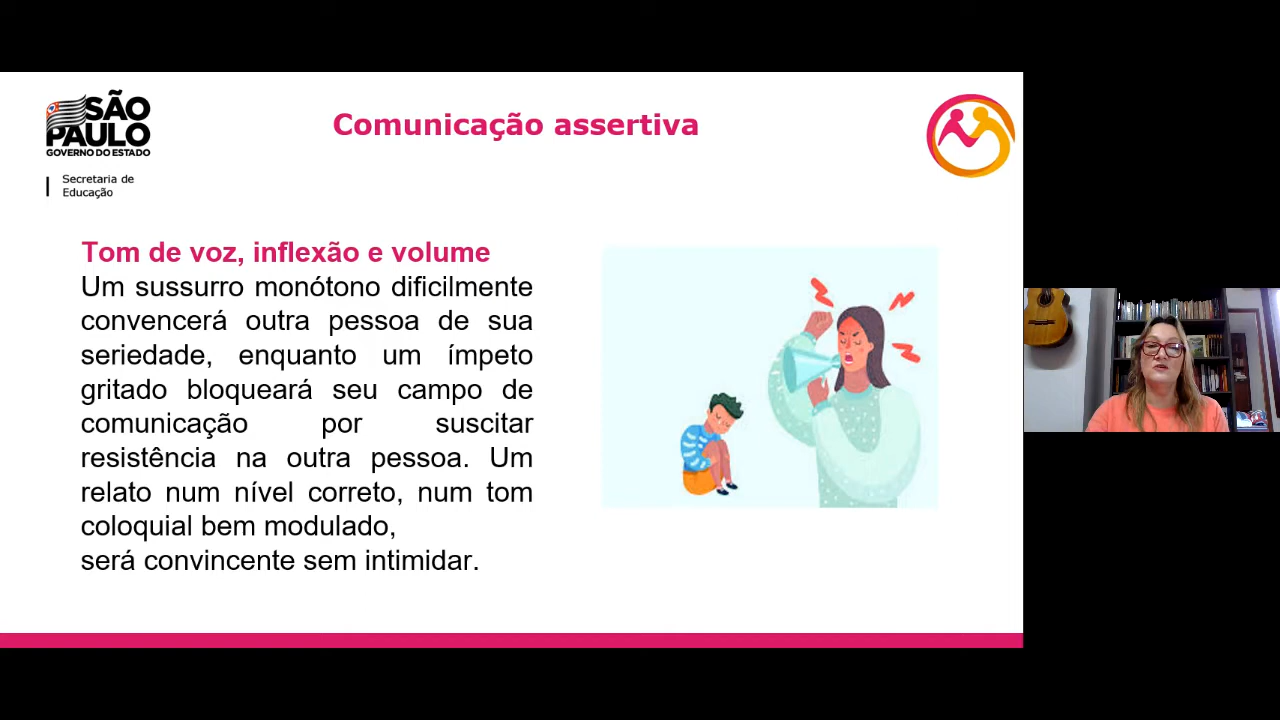 SÃO
PAULO
GOVERNO DO ESTADO
Secretaria de
Educação
Comunicação assertiva
Tom de voz, inflexão e volume
Um sussurro monótono dificilmente
convencerá outra pessoa de sua
seriedade, enquanto um ímpeto
gritado bloqueará seu campo de
comunicação por suscitar
resistência na outra pessoa. Um
relato num nível correto, num tom
coloquial bem modulado,
será convincente sem intimidar.